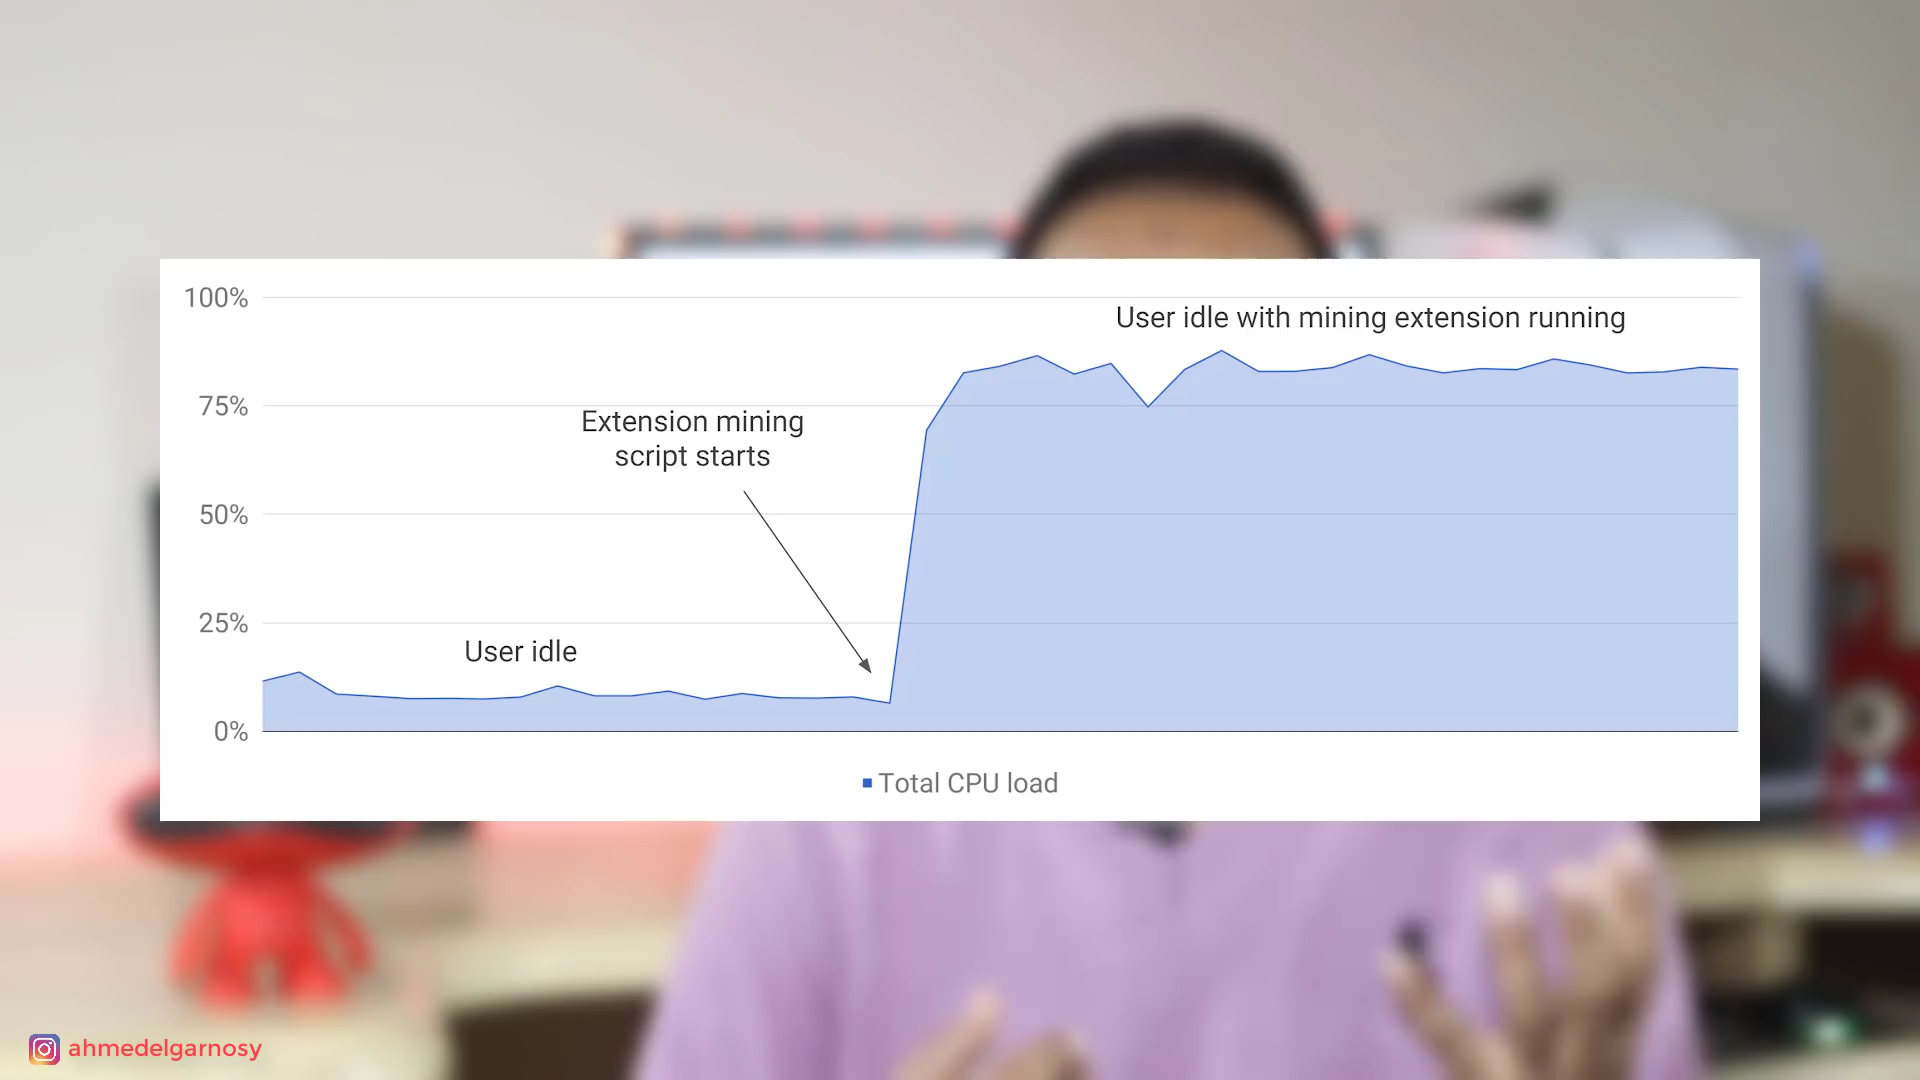 100%
User idle with mining extension running
75%
Extension mining
script starts
50%
25%
User idle
0%
Total CPU load
ahmedelgarnosy